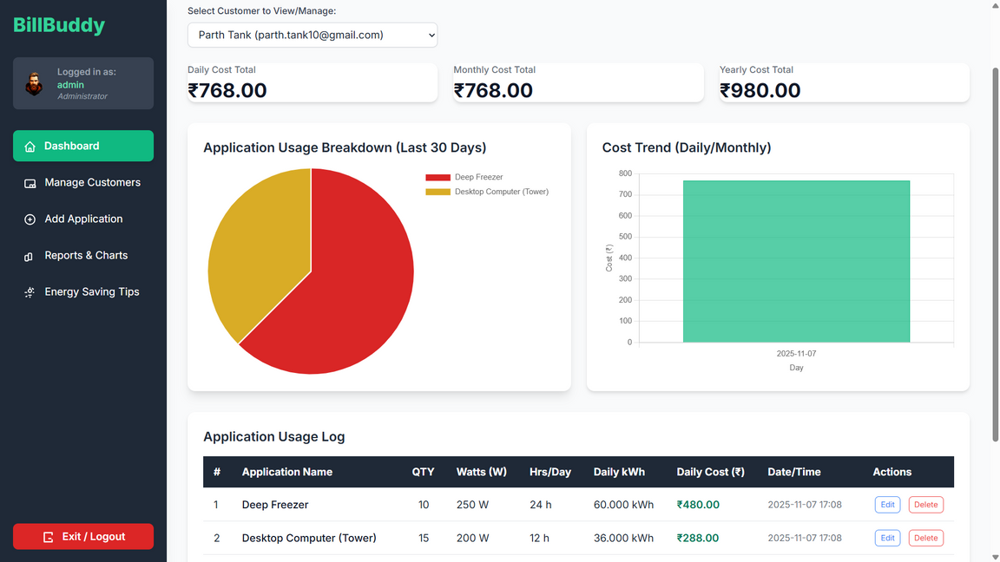 BillBuddy
Logged in as:
admin
Administrator
Dashboard
Manage Customers
Add Application
Reports & Charts
Energy Saving Tips
Exit / Logout
Select Customer to View/Manage:
Parth Tank (parth.tank10@gmail.com)
Daily Cost Total
₹768.00
Monthly Cost Total
₹768.00
Yearly Cost Total
₹980.00
Application Usage Breakdown (Last 30 Days)
Deep Freezer
Desktop Computer (Tower)
Cost Trend (Daily/Monthly)
Cost (₹)
800
700
600
500
400
300
200
100
0
2025-11-07
Day
Application Usage Log
# Application Name QTY Watts (W) Hrs/Day Daily kWh Daily Cost (₹) Date/Time Actions
1 Deep Freezer 10 250 W 24 h 60.000 kWh ₹480.00 2025-11-07 17:08 Edit Delete
2 Desktop Computer (Tower) 15 200 W 12 h 36.000 kWh ₹288.00 2025-11-07 17:08 Edit Delete